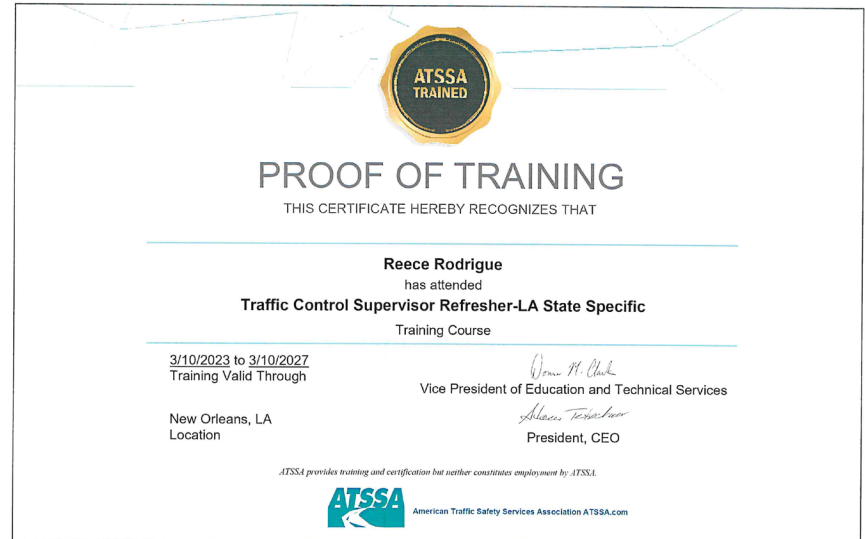 ATSSA
TRAINED
PROOF OF TRAINING
THIS CERTIFICATE HEREBY RECOGNIZES THAT
Reece Rodrigue
has attended
Traffic Control Supervisor Refresher-LA State Specific
Training Course
3/10/2023 to 3/10/2027
Training Valid Through
Vice President of Education and Technical Services
New Orleans, LA
Location
President, CEO
ATSSA provides training and certification but neither constitutes employment by ATSSA.
ATSSA
American Traffic Safety Services Association ATSSA.com